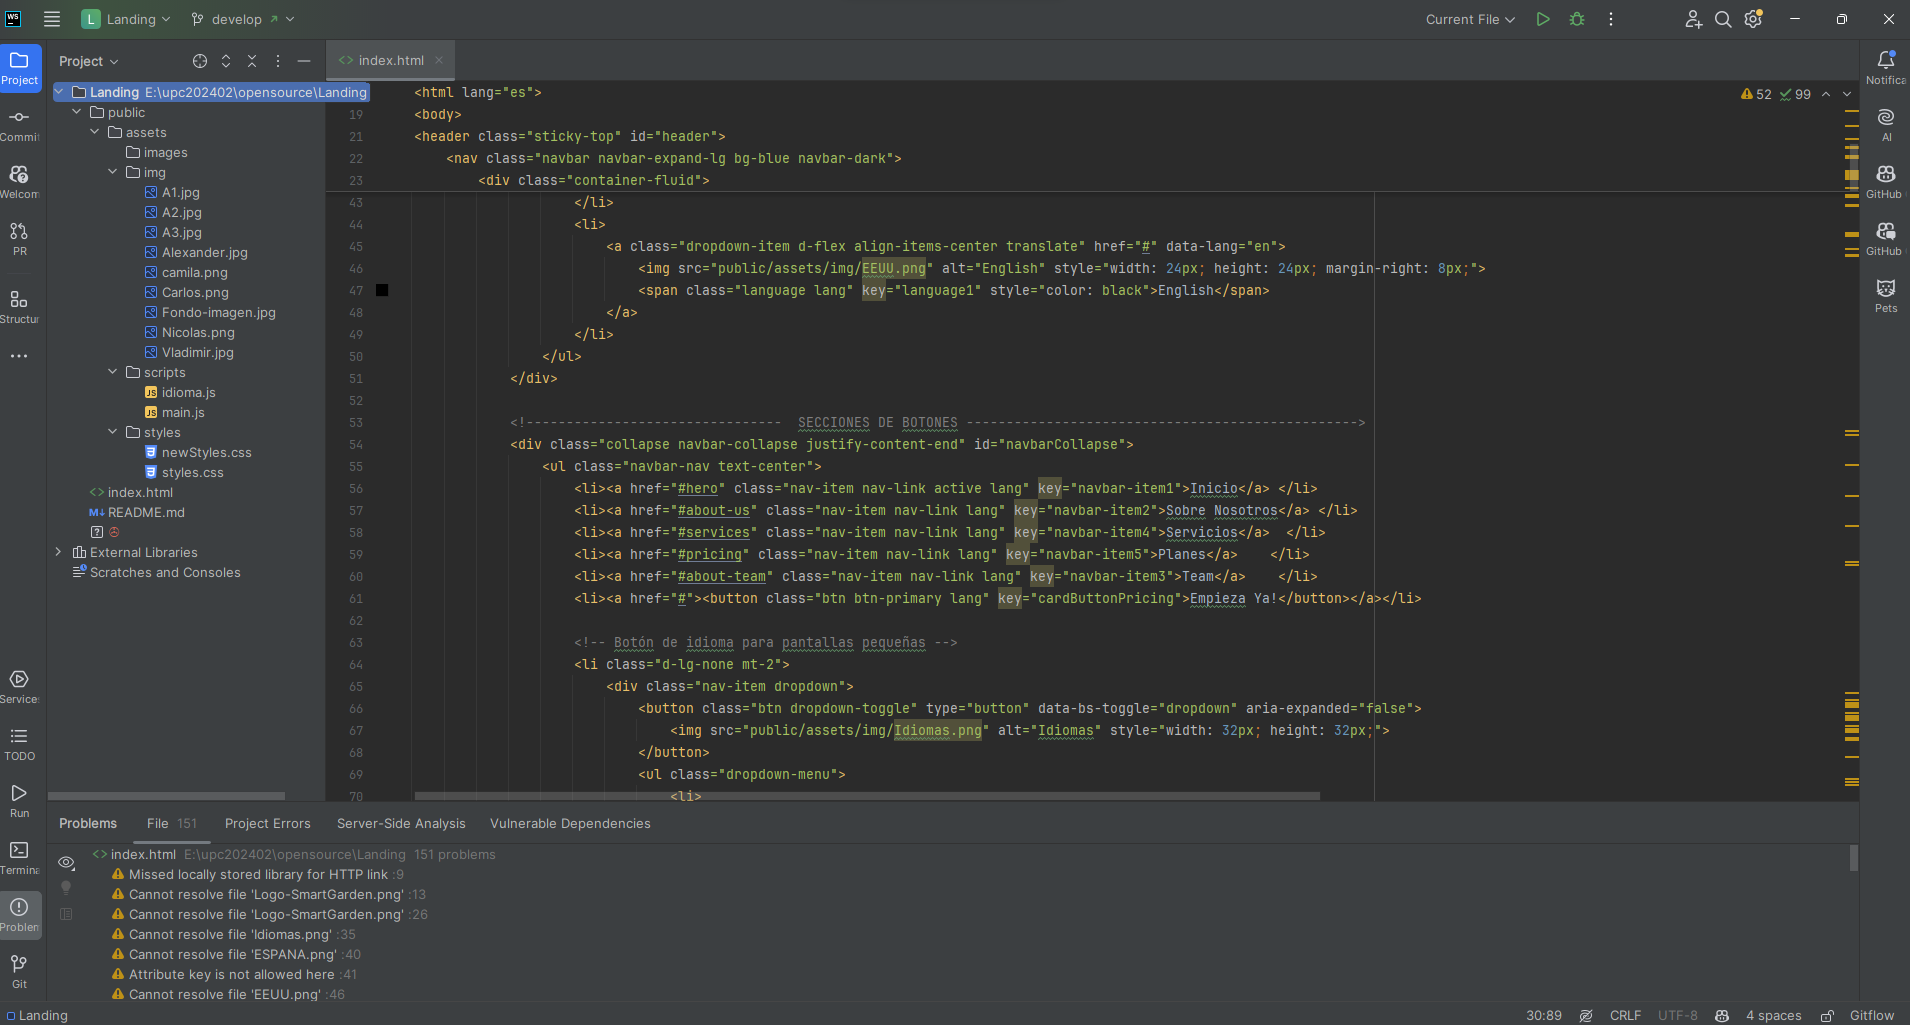 WS
L Landing
develop
Current File
Project
Commi
Welcom
PR
Structur
Service
TODO
Run
Termina
Problem
Git
Project
Landing E:\upc202402\opensource\Landing
public
assets
images
img
A1.jpg
A2.jpg
A3.jpg
Alexander.jpg
camila.png
Carlos.png
Fondo-imagen.jpg
Nicolas.png
Vladimir.jpg
scripts
JS idioma.js
JS main.js
styles
newStyles.css
styles.css
<> index.html
M↓ README.md
External Libraries
Scratches and Consoles
<> index.html
52 99
<html lang="es">
19 <body>
21 <header class="sticky-top" id="header">
22 <nav class="navbar navbar-expand-lg bg-blue navbar-dark">
23 <div class="container-fluid">
43 </li>
44 <li>
45 <a class="dropdown-item d-flex align-items-center translate" href="#" data-lang="en">
46 <img src="public/assets/img/EEUU.png" alt="English" style="width: 24px; height: 24px; margin-right: 8px;">
47 <span class="language lang" key="language1" style="color: black">English</span>
48 </a>
49 </li>
50 </ul>
51 </div>
52
53 <!-------------------------------- SECCIONES DE BOTONES ------------------------------------------------->
54 <div class="collapse navbar-collapse justify-content-end" id="navbarCollapse">
55 <ul class="navbar-nav text-center">
56 <li><a href="#hero" class="nav-item nav-link active lang" key="navbar-item1">Inicio</a> </li>
57 <li><a href="#about-us" class="nav-item nav-link lang" key="navbar-item2">Sobre Nosotros</a> </li>
58 <li><a href="#services" class="nav-item nav-link lang" key="navbar-item4">Servicios</a> </li>
59 <li><a href="#pricing" class="nav-item nav-link lang" key="navbar-item5">Planes</a> </li>
60 <li><a href="#about-team" class="nav-item nav-link lang" key="navbar-item3">Team</a> </li>
61 <li><a href="#"><button class="btn btn-primary lang" key="cardButtonPricing">Empieza Ya!</button></a></li>
62
63 <!-- Botón de idioma para pantallas pequeñas -->
64 <li class="d-lg-none mt-2">
65 <div class="nav-item dropdown">
66 <button class="btn dropdown-toggle" type="button" data-bs-toggle="dropdown" aria-expanded="false">
67 <img src="public/assets/img/Idiomas.png" alt="Idiomas" style="width: 32px; height: 32px;">
68 </button>
69 <ul class="dropdown-menu">
70 <li>
Notifica
AI
GitHub
GitHub
Pets
Problems File 151 Project Errors Server-Side Analysis Vulnerable Dependencies
<> index.html E:\upc202402\opensource\Landing 151 problems
Missed locally stored library for HTTP link :9
Cannot resolve file 'Logo-SmartGarden.png' :13
Cannot resolve file 'Logo-SmartGarden.png' :26
Cannot resolve file 'Idiomas.png' :35
Cannot resolve file 'ESPANA.png' :40
Attribute key is not allowed here :41
Cannot resolve file 'EEUU.png' :46
Landing
30:89 CRLF UTF-8 4 spaces Gitflow